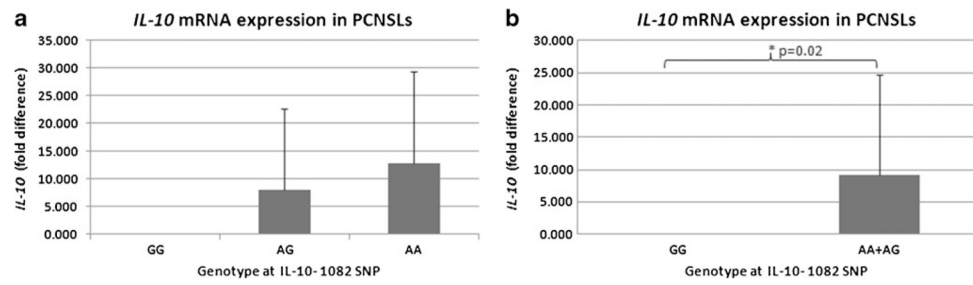 a
IL-10 mRNA expression in PCNSLs
35.000
30.000
25.000
20.000
15.000
10.000
5.000
0.000
IL-10 (fold difference)
GG AG AA
Genotype at IL-10- 1082 SNP
b
IL-10 mRNA expression in PCNSLs
30.000
25.000
20.000
15.000
10.000
5.000
0.000
IL-10 (fold difference)
* p=0.02
GG AA+AG
Genotype at IL-10-1082 SNP